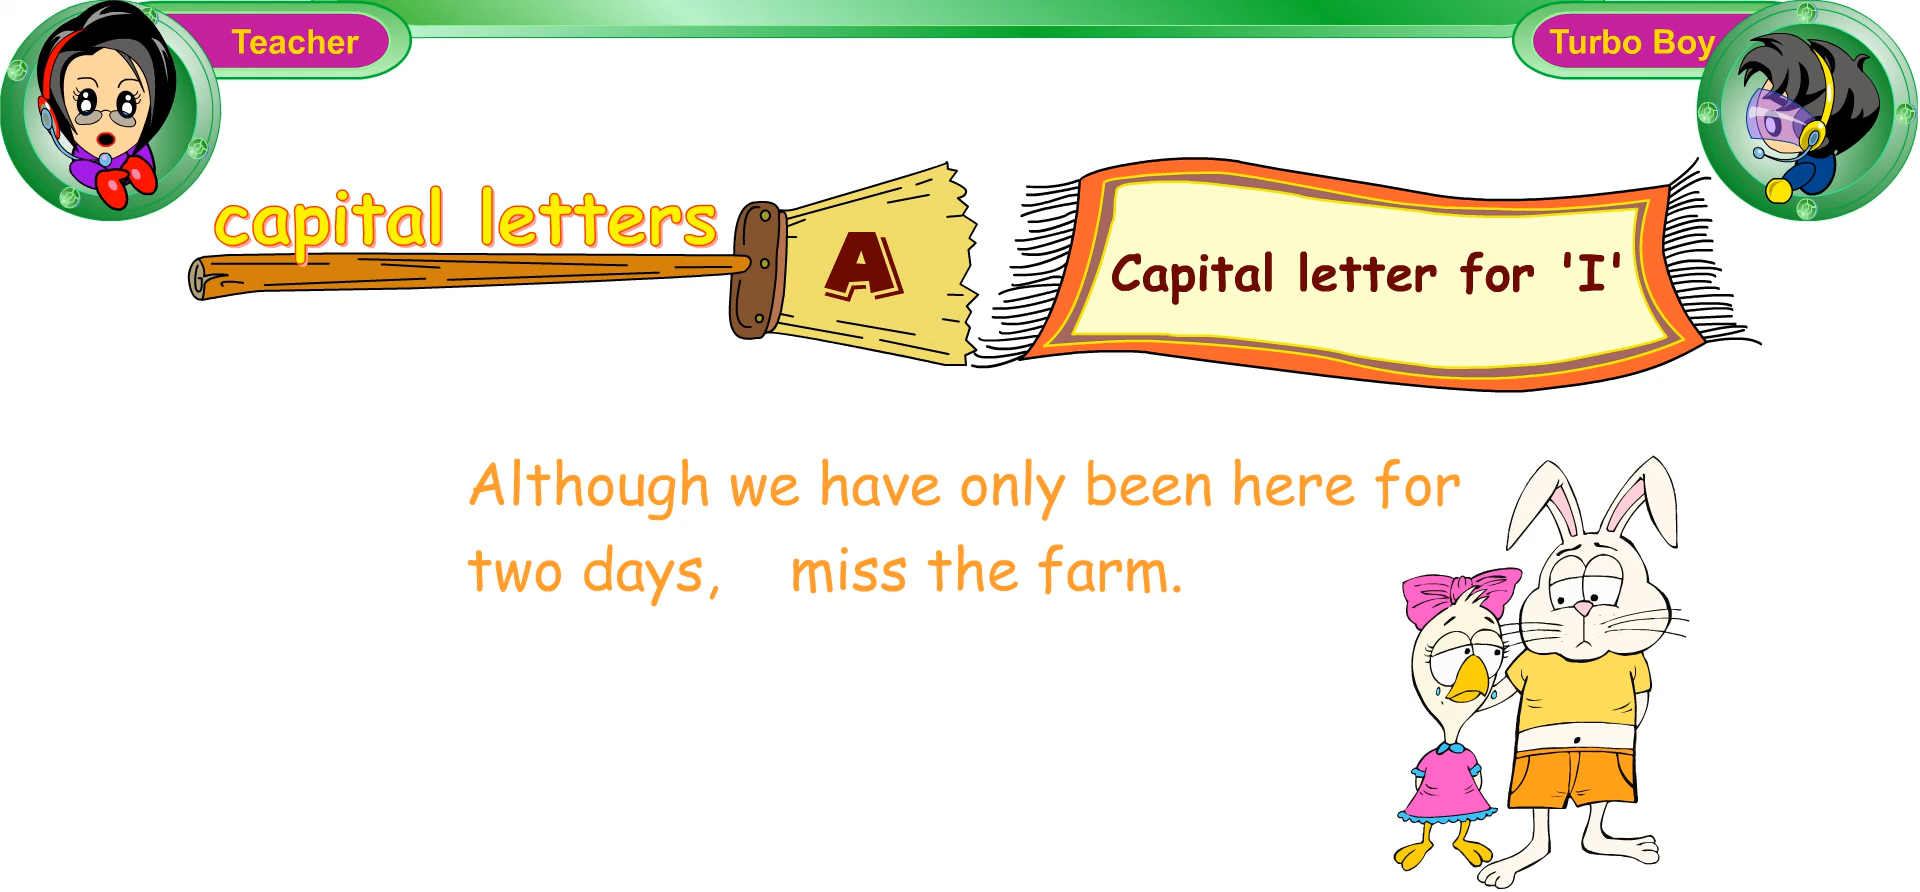 Teacher
Turbo Boy
capital letters
A
Capital letter for 'I'
Although we have only been here for
two days, miss the farm.